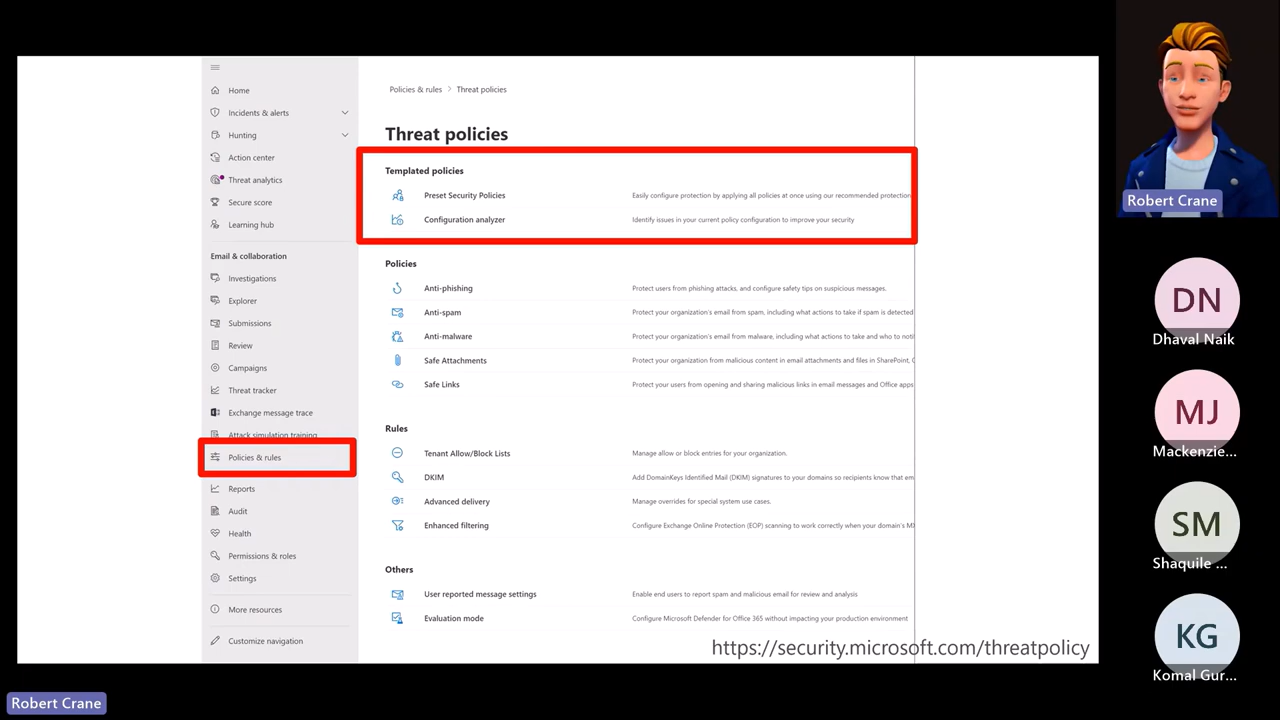 Home
Incidents & alerts
Hunting
Action center
Threat analytics
Secure score
Learning hub
Email & collaboration
Investigations
Explorer
Submissions
Review
Campaigns
Threat tracker
Exchange message trace
Attack simulation training
Policies & rules
Reports
Audit
Health
Permissions & roles
Settings
More resources
Customize navigation
Policies & rules > Threat policies
Threat policies
Templated policies
Preset Security Policies Easily configure protection by applying all policies at once using our recommended protection
Configuration analyzer Identify issues in your current policy configuration to improve your security
Policies
Anti-phishing Protect users from phishing attacks, and configure safety tips on suspicious messages.
Anti-spam Protect your organization's email from spam, including what actions to take if spam is detected
Anti-malware Protect your organization's email from malware, including what actions to take and who to noti
Safe Attachments Protect your organization from malicious content in email attachments and files in SharePoint,
Safe Links Protect your users from opening and sharing malicious links in email messages and Office apps
Rules
Tenant Allow/Block Lists Manage allow or block entries for your organization.
DKIM Add DomainKeys Identified Mail (DKIM) signatures to your domains so recipients know that em
Advanced delivery Manage overrides for special system use cases.
Enhanced filtering Configure Exchange Online Protection (EOP) scanning to work correctly when your domain's
Others
User reported message settings Enable end users to report spam and malicious email for review and analysis
Evaluation mode Configure Microsoft Defender for Office 365 without impacting your production environment
https://security.microsoft.com/threatpolicy
Robert Crane
DN
Dhaval Naik
MJ
Mackenzie...
SM
Shaquile ...
KG
Komal Gur...
Robert Crane